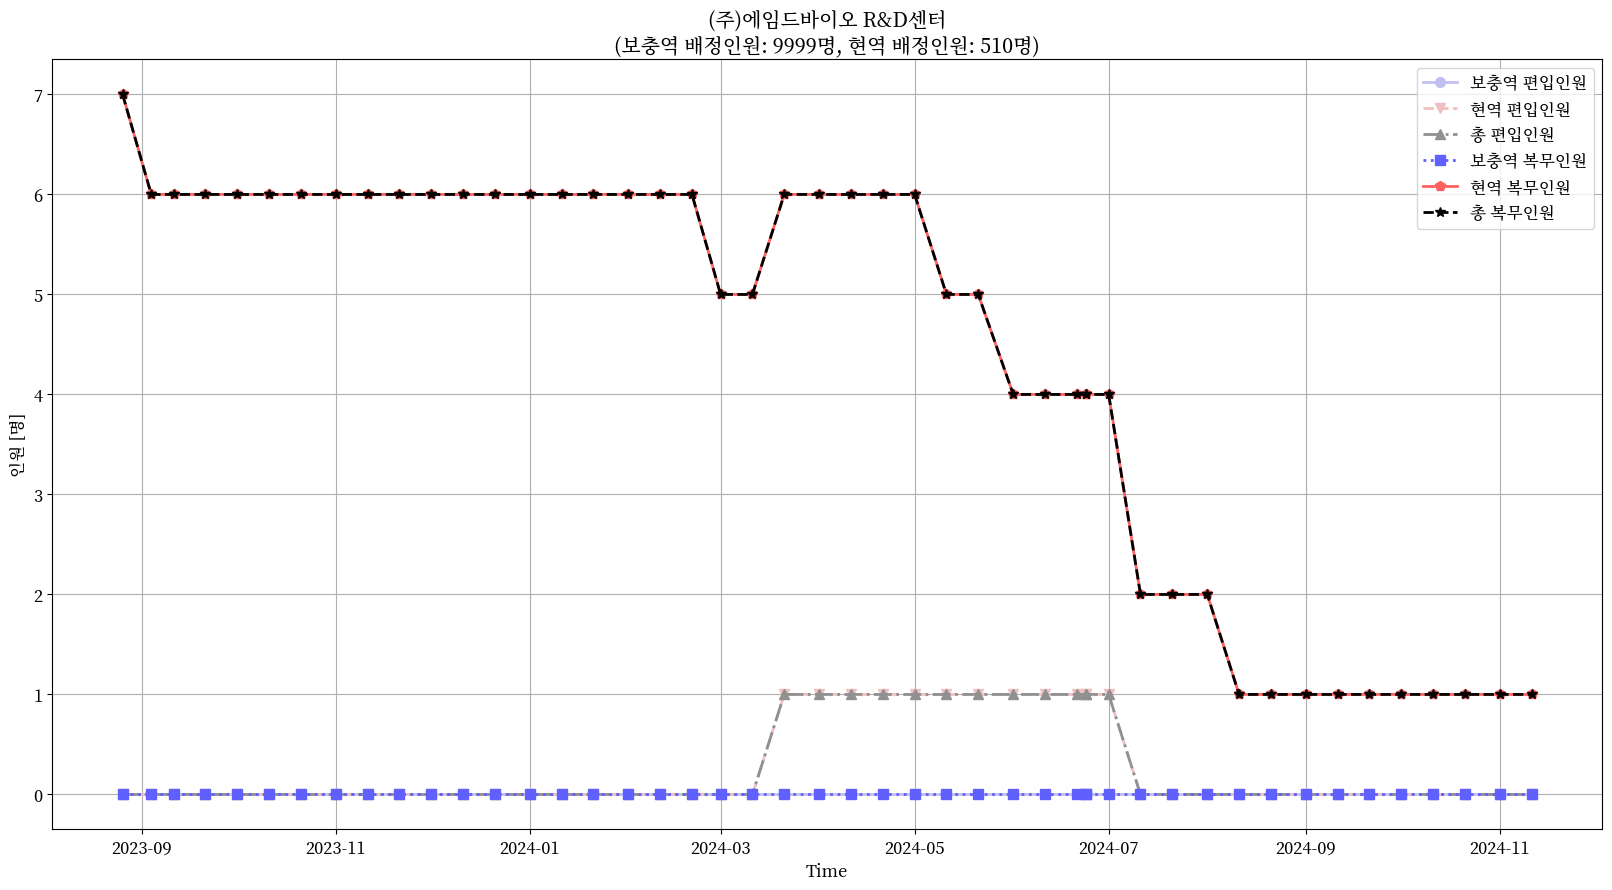 (주)에임드바이오 R&D센터
(보충역 배정인원: 9999명, 현역 배정인원: 510명)
보충역 편입인원
현역 편입인원
총 편입인원
보충역 복무인원
현역 복무인원
총 복무인원
인원 [명]
7
6
5
4
3
2
1
0
2023-09 2023-11 2024-01 2024-03 2024-05 2024-07 2024-09 2024-11
Time